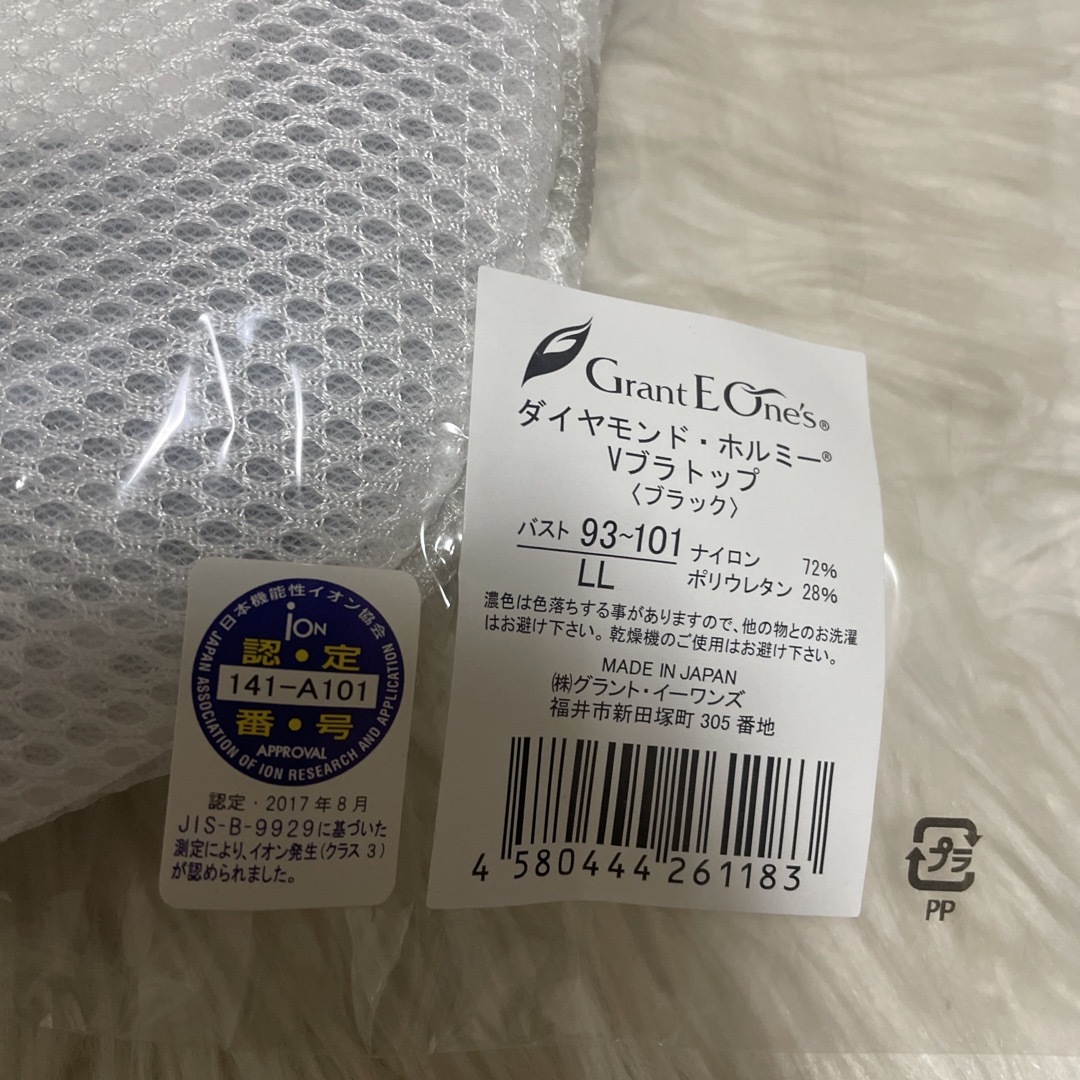 Grant E One's®
ダイヤモンド・ホルミー®
Vブラトップ
〈ブラック〉
バスト 93~101
LL
ナイロン 72%
ポリウレタン 28%
濃色は色落ちする事がありますので、他の物とのお洗濯
はお避け下さい。乾燥機のご使用はお避け下さい。
MADE IN JAPAN
㈱グラント・イーワンズ
福井市新田塚町 305 番地
4 580444 261183
日本機能性イオン協会
iON
認・定
141-A101
番・号
APPROVAL
JAPAN ASSOCIATION OF ION RESEARCH AND APPLICATION
認定・2017年8月
JIS-B-9929に基づいた
測定により、イオン発生(クラス3)
が認められました。
プラ
PP